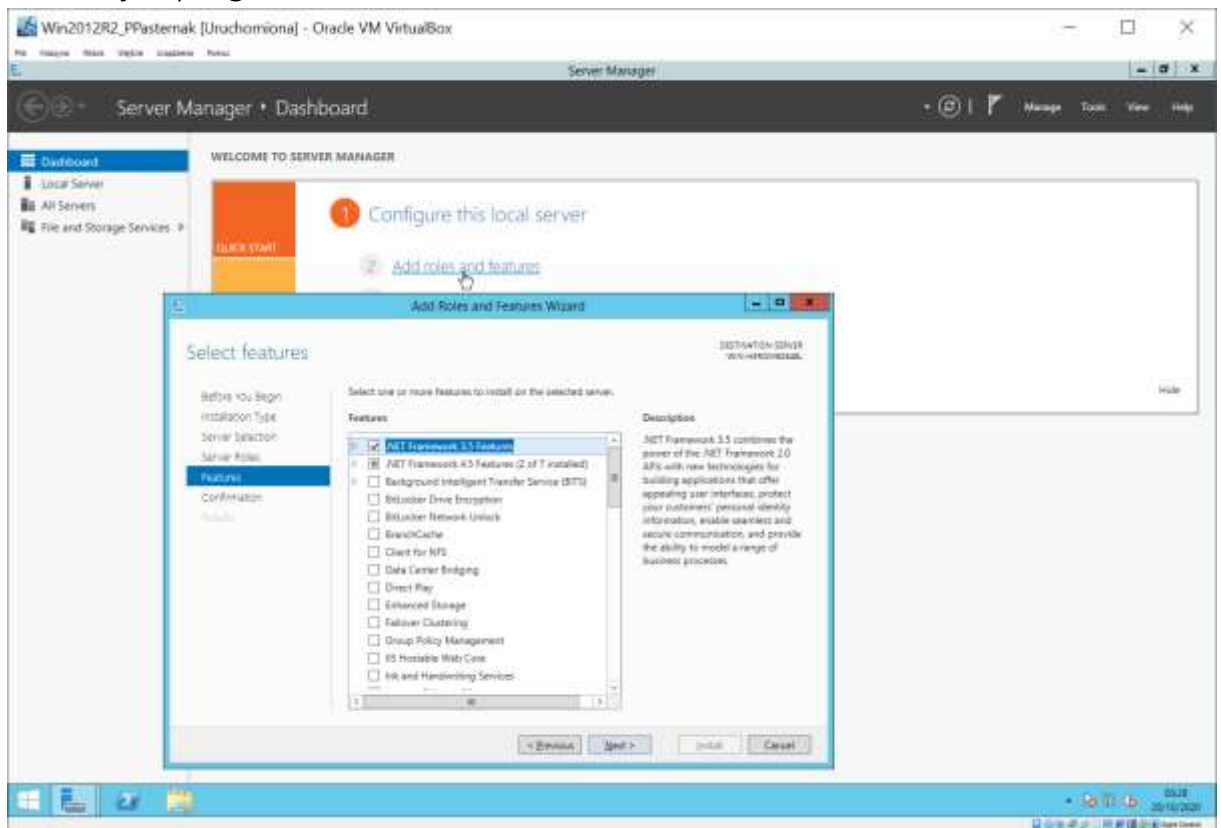 Win2012R2_PPasternak [Uruchomiona] - Oracle VM VirtualBox
Server Manager
Server Manager • Dashboard
Manage Tools View Help
Dashboard
Local Server
All Servers
File and Storage Services
WELCOME TO SERVER MANAGER
QUICK START
1 Configure this local server
2 Add roles and features
Hide
Add Roles and Features Wizard
Select features
DESTINATION SERVER
Before You Begin
Installation Type
Server Selection
Server Roles
Features
Confirmation
Results
Select one or more features to install on the selected server.
Features
.NET Framework 3.5 Features
.NET Framework 4.5 Features (2 of 7 installed)
Background Intelligent Transfer Service (BITS)
BitLocker Drive Encryption
BitLocker Network Unlock
BranchCache
Client for NFS
Data Center Bridging
Direct Play
Enhanced Storage
Failover Clustering
Group Policy Management
IIS Hostable Web Core
Ink and Handwriting Services
Description
.NET Framework 3.5 combines the
power of the .NET Framework 2.0
APIs with new technologies for
building applications that offer
appealing user interfaces, protect
your customers' personal identity
information, enable seamless and
secure communication, and provide
the ability to model a range of
business processes.
< Previous Next > Install Cancel